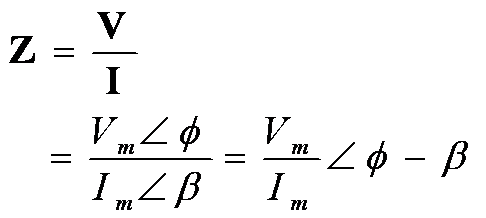 Z = V / I
= V_m∠ϕ / I_m∠β = V_m / I_m ∠ϕ − β